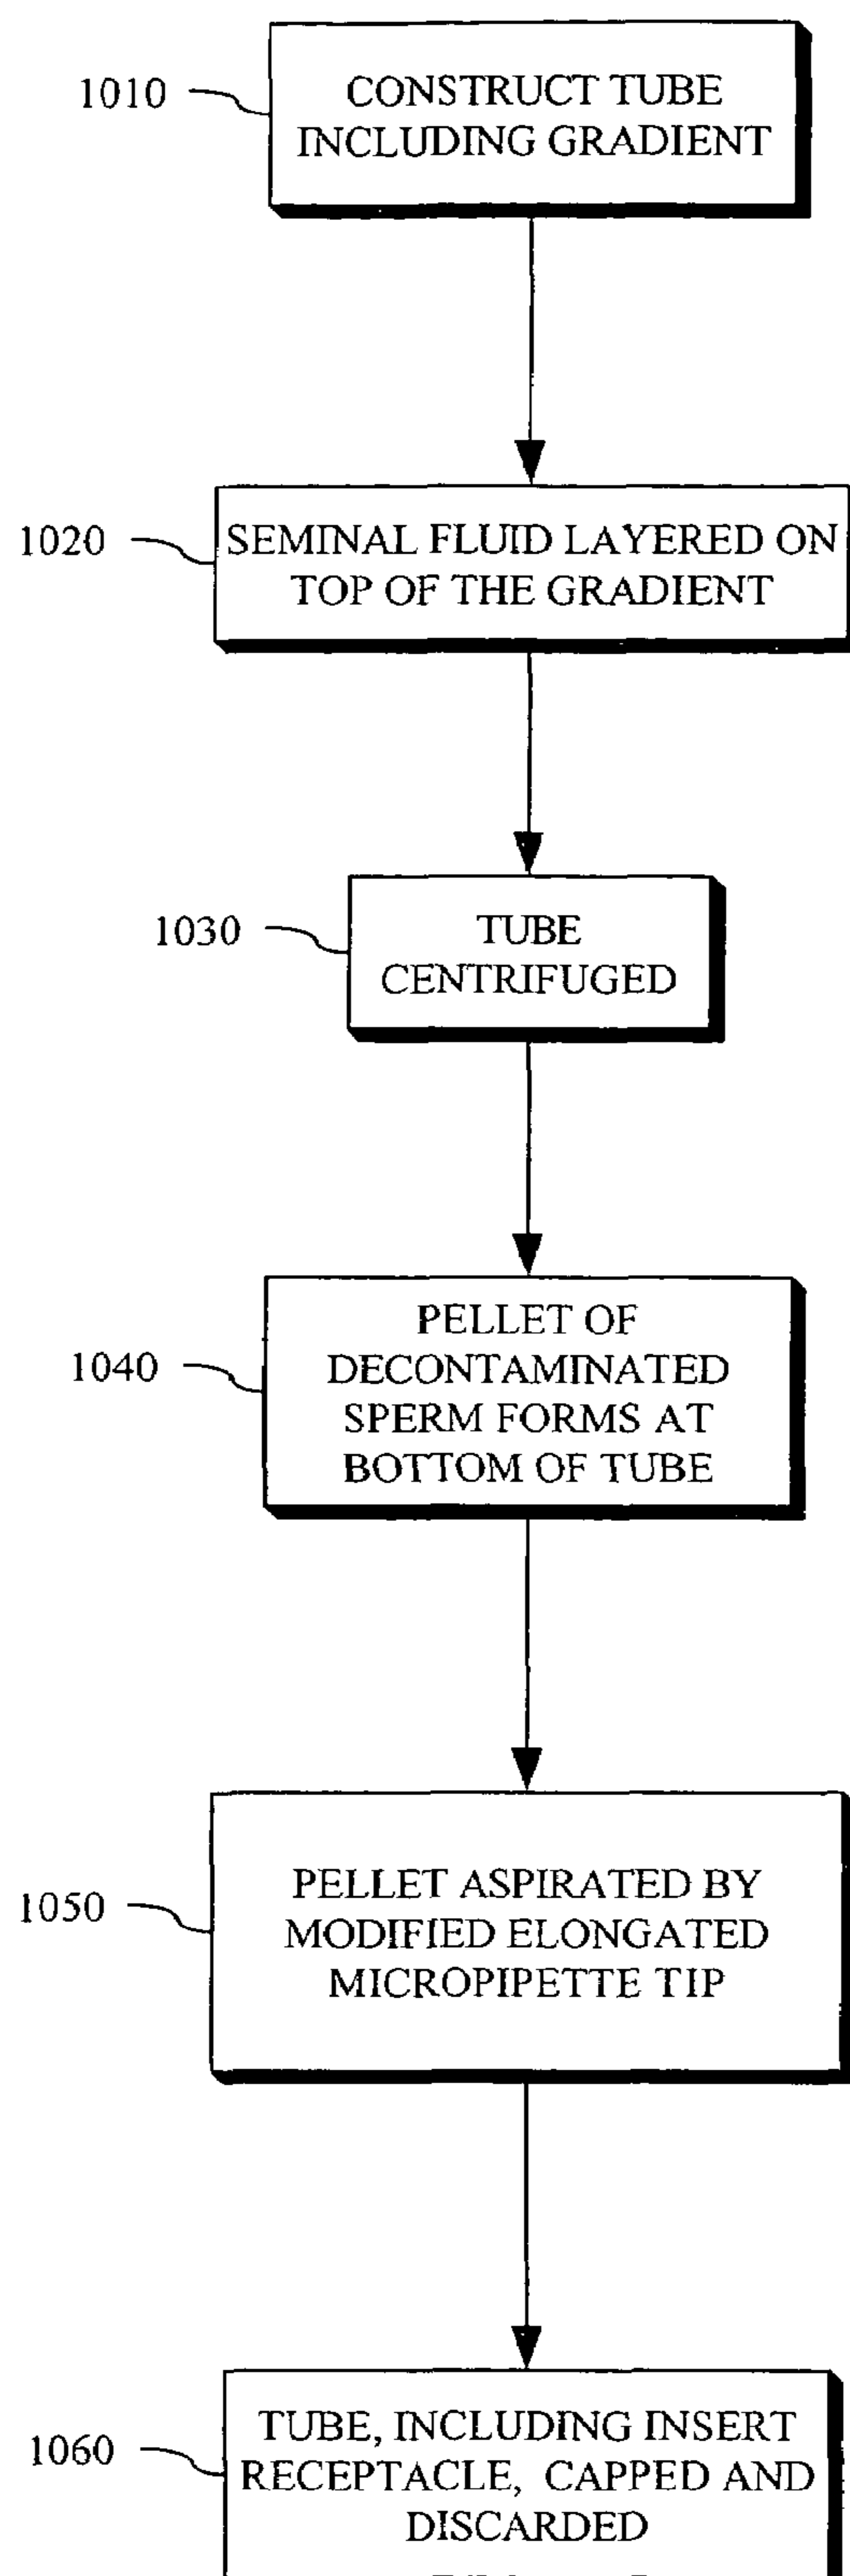 1010
CONSTRUCT TUBE
INCLUDING GRADIENT
1020
SEMINAL FLUID LAYERED ON
TOP OF THE GRADIENT
1030
TUBE
CENTRIFUGED
1040
PELLET OF
DECONTAMINATED
SPERM FORMS AT
BOTTOM OF TUBE
1050
PELLET ASPIRATED BY
MODIFIED ELONGATED
MICROPIPETTE TIP
1060
TUBE, INCLUDING INSERT
RECEPTACLE, CAPPED AND
DISCARDED